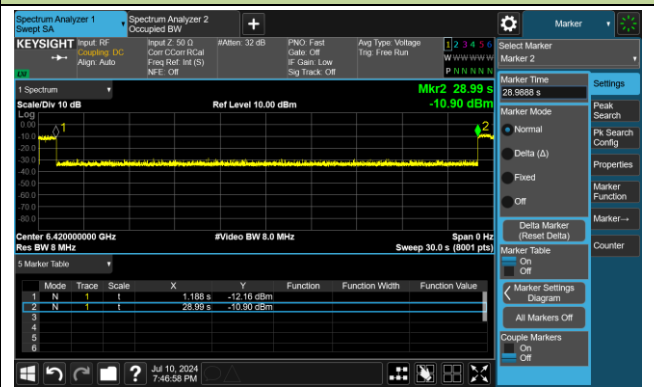 Spectrum Analyzer 1
Swept SA
Spectrum Analyzer 2
Occupied BW
Marker
KEYSIGHT
Input: RF
Coupling: DC
Align: Auto
Input Z: 50 Ω
Corr CCorr RCal
Freq Ref: Int (S)
NFE: Off
#Atten: 32 dB
PNO: Fast
Gate: Off
IF Gain: Low
Sig Track: Off
Avg Type: Voltage
Trig: Free Run
1 2 3 4 5 6
W W W W W W
P N N N N N
Select Marker
Marker 2
LXI
1 Spectrum
Mkr2 28.99 s
Scale/Div 10 dB
Ref Level 10.00 dBm
-10.90 dBm
Log
0.00
-10.0
-20.0
-30.0
-40.0
-50.0
-60.0
-70.0
-80.0
1
2
Center 6.420000000 GHz
#Video BW 8.0 MHz
Span 0 Hz
Res BW 8 MHz
Sweep 30.0 s (8001 pts)
5 Marker Table
Mode Trace Scale X Y Function Function Width Function Value
1 N 1 t 1.188 s -12.16 dBm
2 N 1 t 28.99 s -10.90 dBm
3
4
5
6
Marker Time
28.9688 s
Marker Mode
Normal
Delta (Δ)
Fixed
Off
Delta Marker
(Reset Delta)
Marker Table
On
Off
Marker Settings
Diagram
All Markers Off
Couple Markers
On
Off
Settings
Peak
Search
Pk Search
Config
Properties
Marker
Function
Marker→
Counter
?
Jul 10, 2024
7:46:58 PM